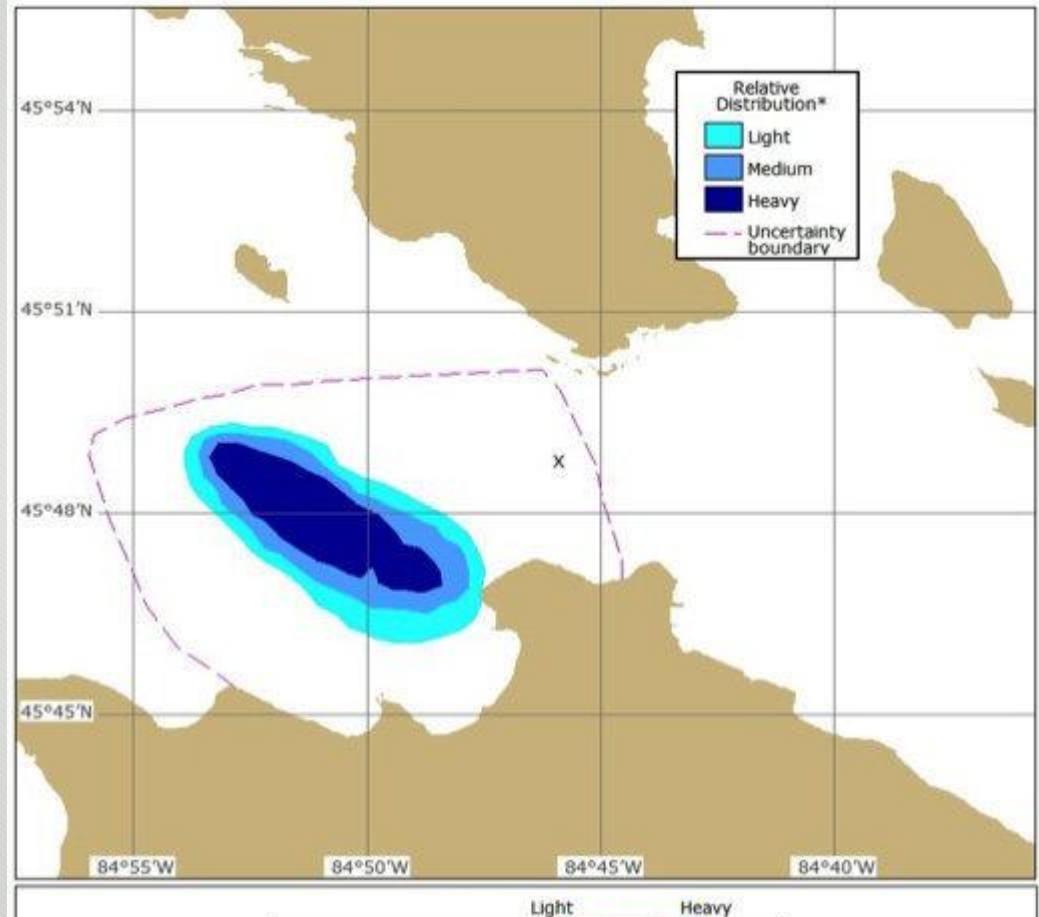 45°54'N
Relative
Distribution*
Light
Medium
Heavy
Uncertainty
boundary
45°51'N
x
45°48'N
45°45'N
84°55'W 84°50'W 84°45'W 84°40'W
Light Heavy